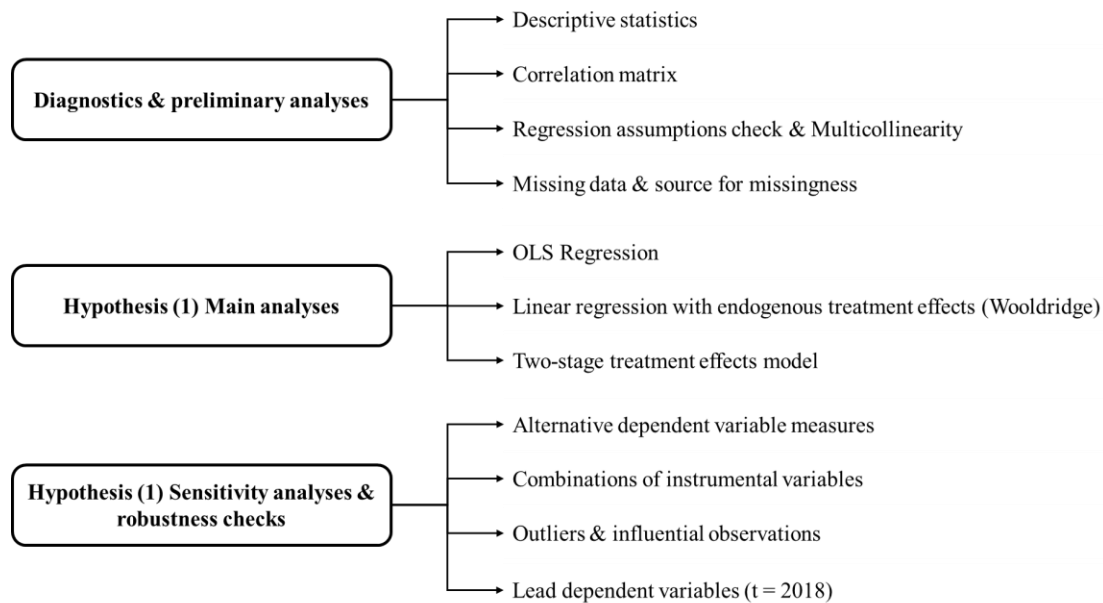 Descriptive statistics
Correlation matrix
Diagnostics & preliminary analyses
Regression assumptions check & Multicollinearity
Missing data & source for missingness
OLS Regression
Hypothesis (1) Main analyses
Linear regression with endogenous treatment effects (Wooldridge)
Two-stage treatment effects model
Alternative dependent variable measures
Combinations of instrumental variables
Hypothesis (1) Sensitivity analyses &
robustness checks
Outliers & influential observations
Lead dependent variables (t = 2018)